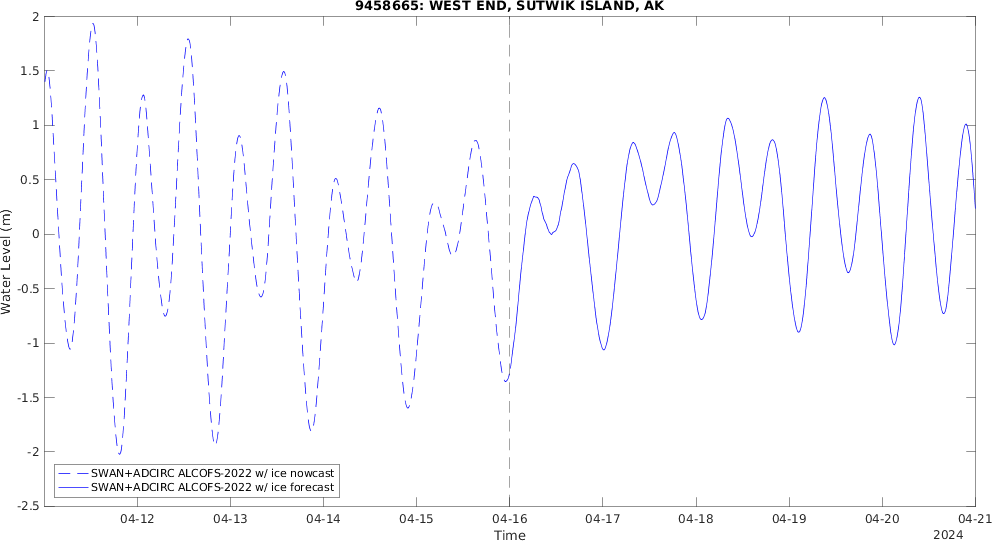 9458665: WEST END, SUTWIK ISLAND, AK
Water Level (m)
2
1.5
1
0.5
0
-0.5
-1
-1.5
-2
-2.5
SWAN+ADCIRC ALCOFS-2022 w/ ice nowcast
SWAN+ADCIRC ALCOFS-2022 w/ ice forecast
04-12 04-13 04-14 04-15 04-16 04-17 04-18 04-19 04-20 04-21
Time
2024